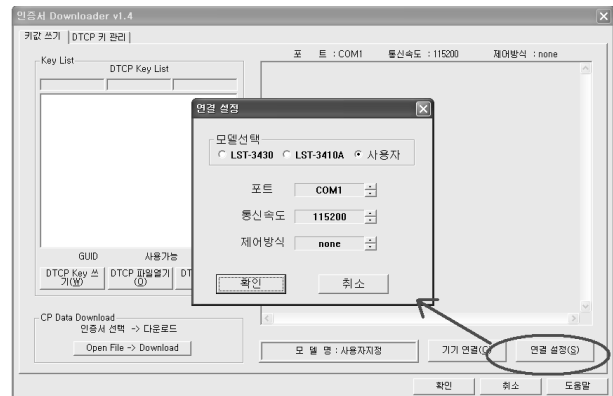 인증서 Downloader v1.4
키값 쓰기 DTCP 키 관리
포 트 : COM1 통신속도 : 115200 제어방식 : none
Key List
DTCP Key List
연결 설정
모델선택
LST-3430 LST-3410A 사용자
포트 COM1
통신속도 115200
제어방식 none
확인 취소
GUID 사용가능
DTCP Key 쓰기(W) DTCP 파일열기(O) DT
CP Data Download
인증서 선택 -> 다운로드
Open File -> Download
모 델 명 : 사용자지정 기기 연결(C) 연결 설정(S)
확인 취소 도움말